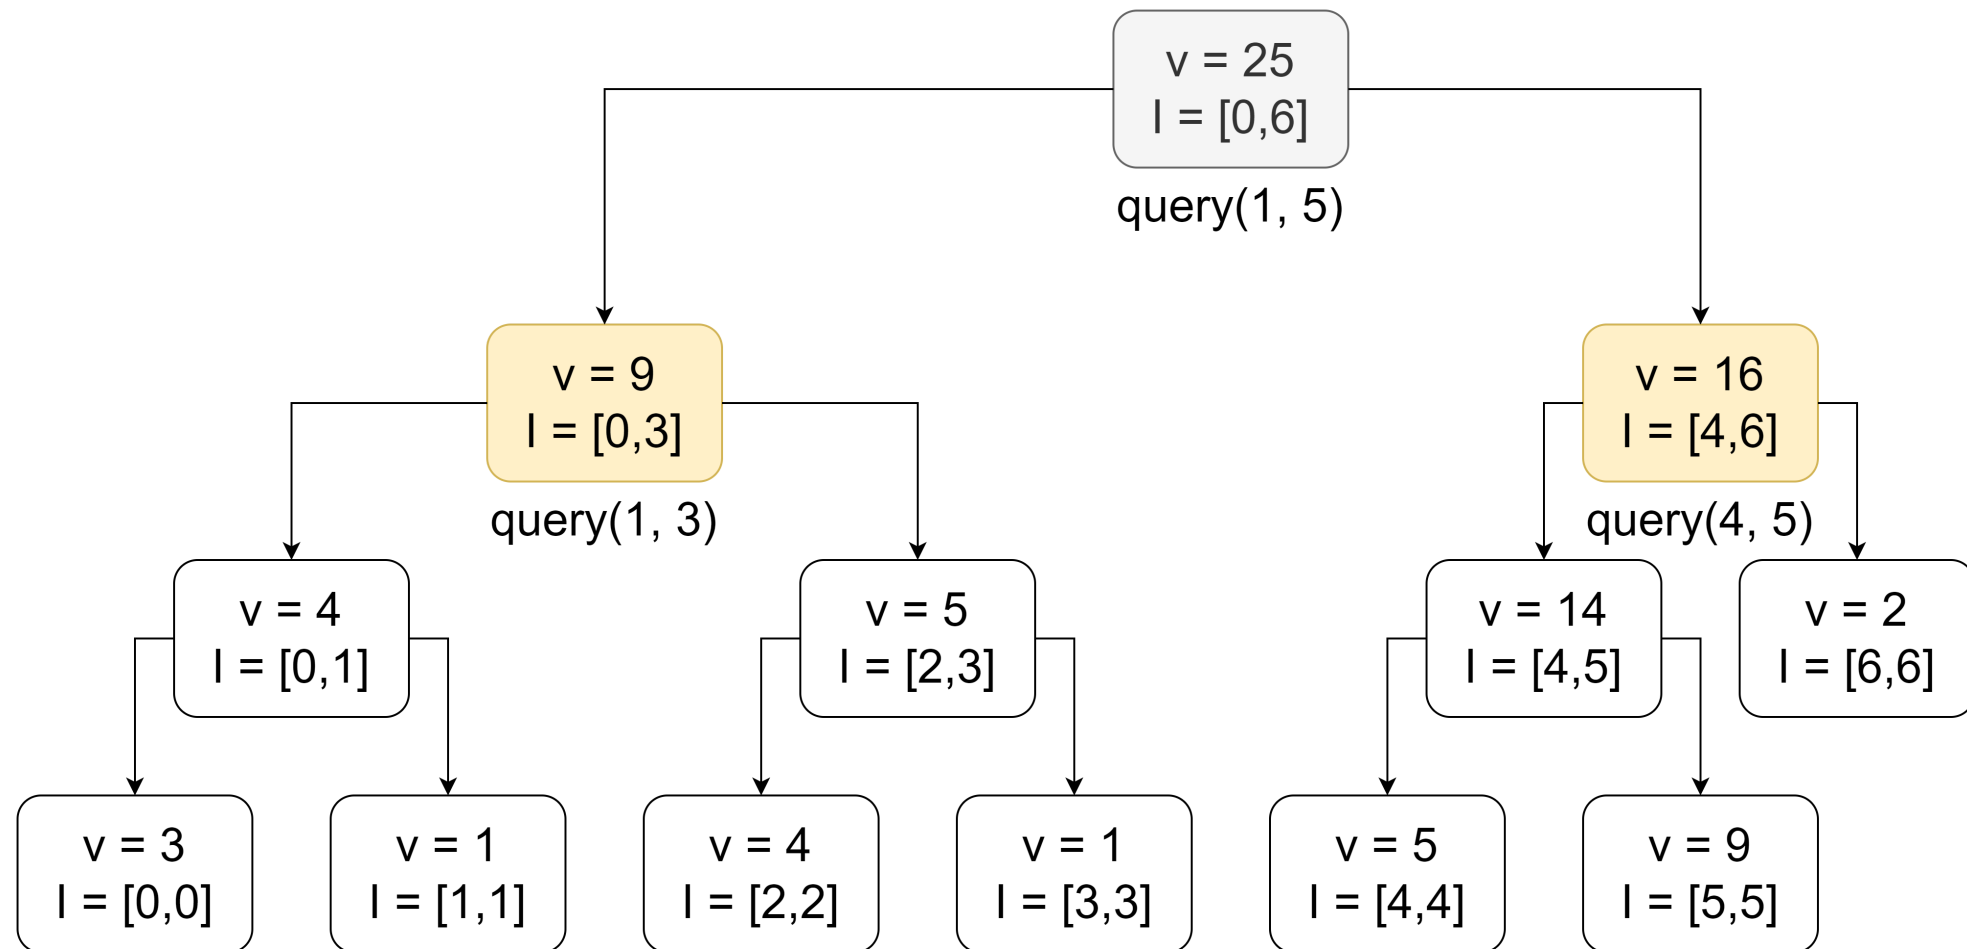 v = 25
I = [0,6]
query(1, 5)
v = 9
I = [0,3]
query(1, 3)
v = 16
I = [4,6]
query(4, 5)
v = 4
I = [0,1]
v = 5
I = [2,3]
v = 14
I = [4,5]
v = 2
I = [6,6]
v = 3
I = [0,0]
v = 1
I = [1,1]
v = 4
I = [2,2]
v = 1
I = [3,3]
v = 5
I = [4,4]
v = 9
I = [5,5]